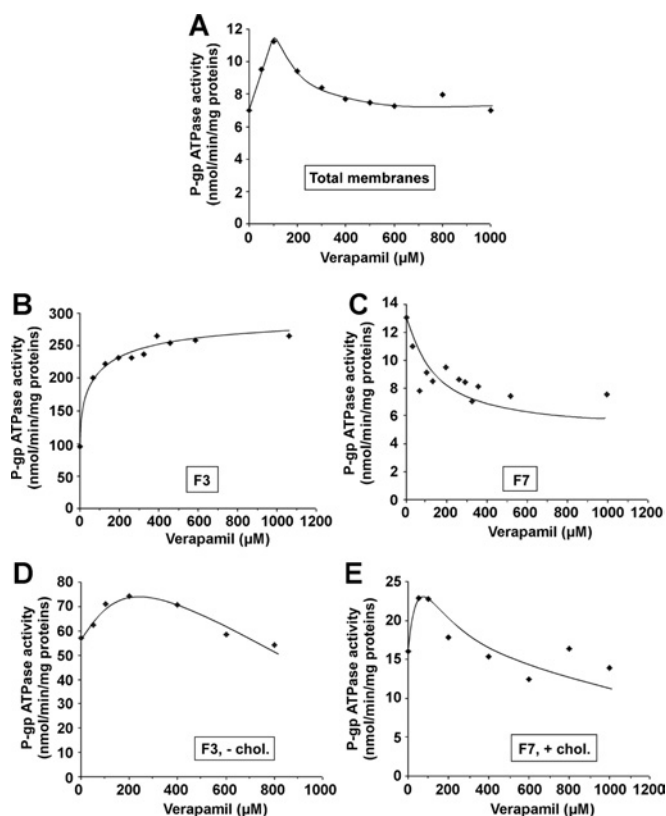 A
P-gp ATPase activity
(nmol/min/mg proteins)
12
10
8
6
4
2
0
Total membranes
0 200 400 600 800 1000
Verapamil (µM)
B
P-gp ATPase activity
(nmol/min/mg proteins)
300
250
200
250
100
50
0
F3
0 200 400 600 800 1000 1200
Verapamil (µM)
C
P-gp ATPase activity
(nmol/min/mg proteins)
14
12
10
8
6
4
2
0
F7
0 200 400 600 800 1000 1200
Verapamil (µM)
D
P-gp ATPase activity
(nmol/min/mg proteins)
80
70
60
50
40
30
20
10
0
F3, - chol.
0 200 400 600 800 1000
Verapamil (µM)
E
P-gp ATPase activity
(nmol/min/mg proteins)
25
20
15
10
5
0
F7, + chol.
0 200 400 600 800 1000 1200
Verapamil (µM)